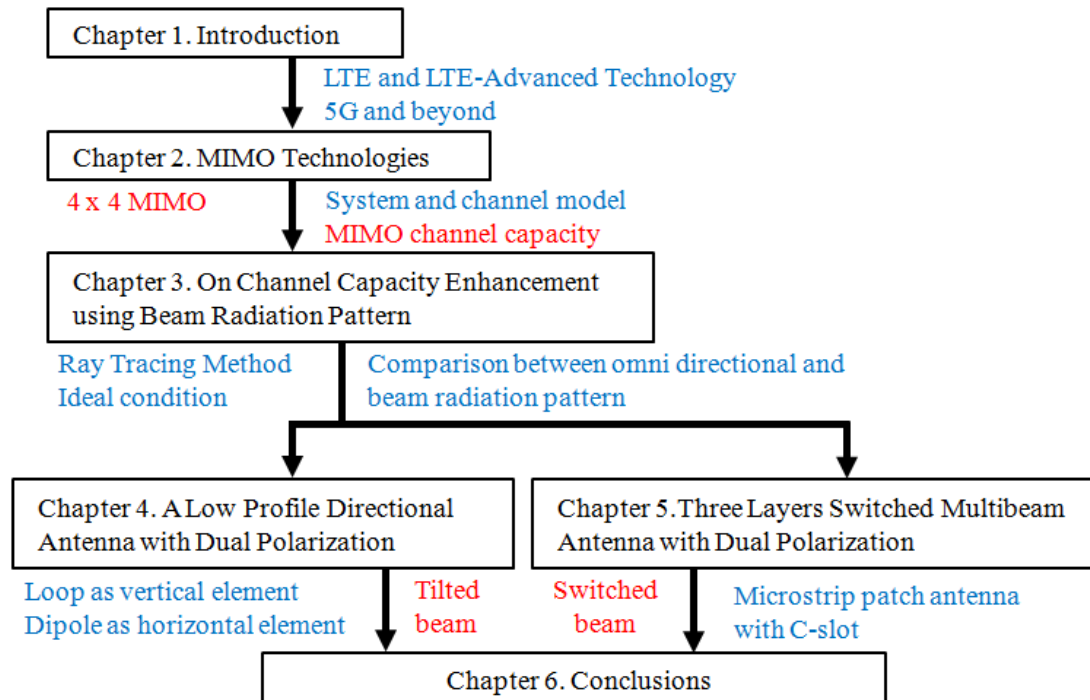 Chapter 1. Introduction
LTE and LTE-Advanced Technology
5G and beyond
Chapter 2. MIMO Technologies
4 x 4 MIMO
System and channel model
MIMO channel capacity
Chapter 3. On Channel Capacity Enhancement
using Beam Radiation Pattern
Ray Tracing Method
Ideal condition
Comparison between omni directional and
beam radiation pattern
Chapter 4. A Low Profile Directional
Antenna with Dual Polarization
Chapter 5. Three Layers Switched Multibeam
Antenna with Dual Polarization
Loop as vertical element
Dipole as horizontal element
Tilted
beam
Switched
beam
Microstrip patch antenna
with C-slot
Chapter 6. Conclusions